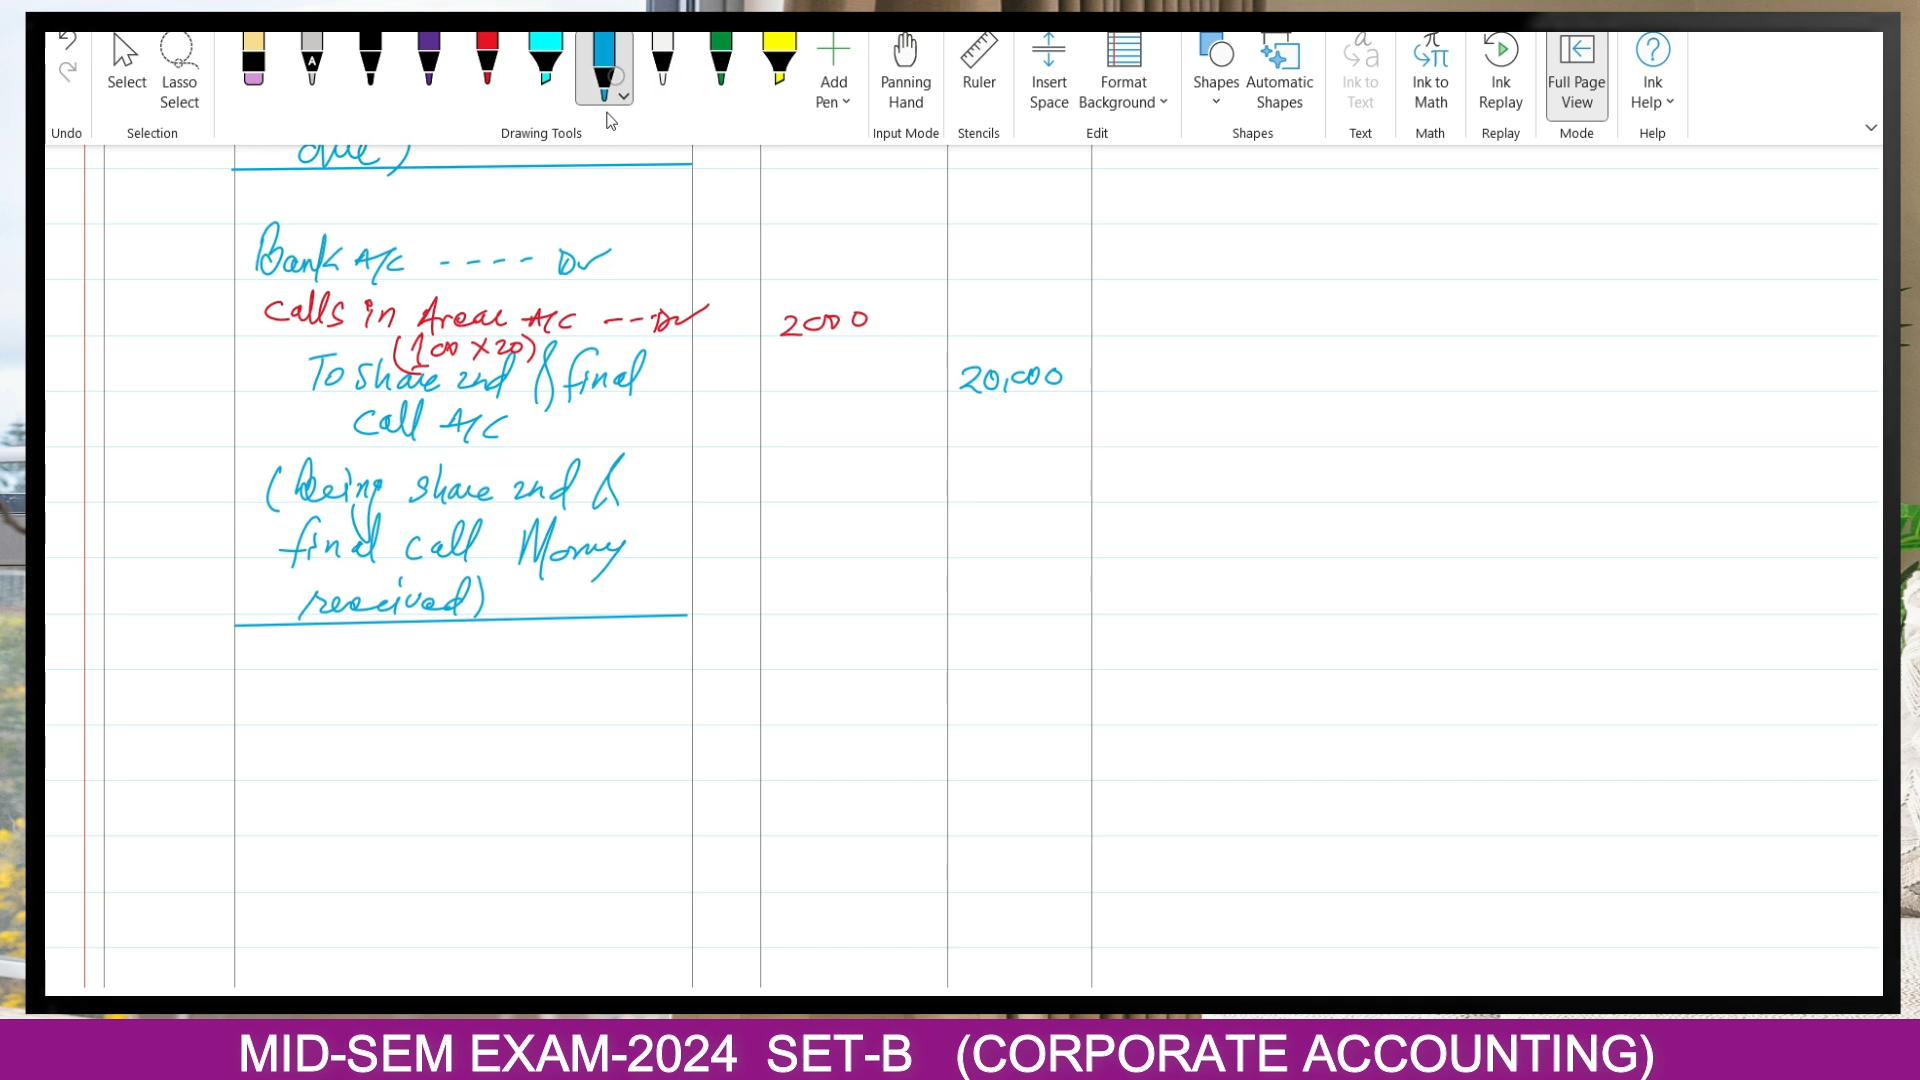 Undo
Select
Lasso Select
Selection
A
Drawing Tools
Add Pen
Panning Hand
Input Mode
Ruler
Stencils
Insert Space
Format Background
Edit
Shapes
Automatic Shapes
Shapes
Ink to Text
Text
Ink to Math
Math
Ink Replay
Replay
Full Page View
Mode
Ink Help
Help
due)
Bank A/C ---- Dr
Calls in Arear A/C --- Dr 2000
(100 X 20)
To share 2nd & final 20,000
call A/C
(being share 2nd &
final call Money
received)
MID-SEM EXAM-2024 SET-B (CORPORATE ACCOUNTING)